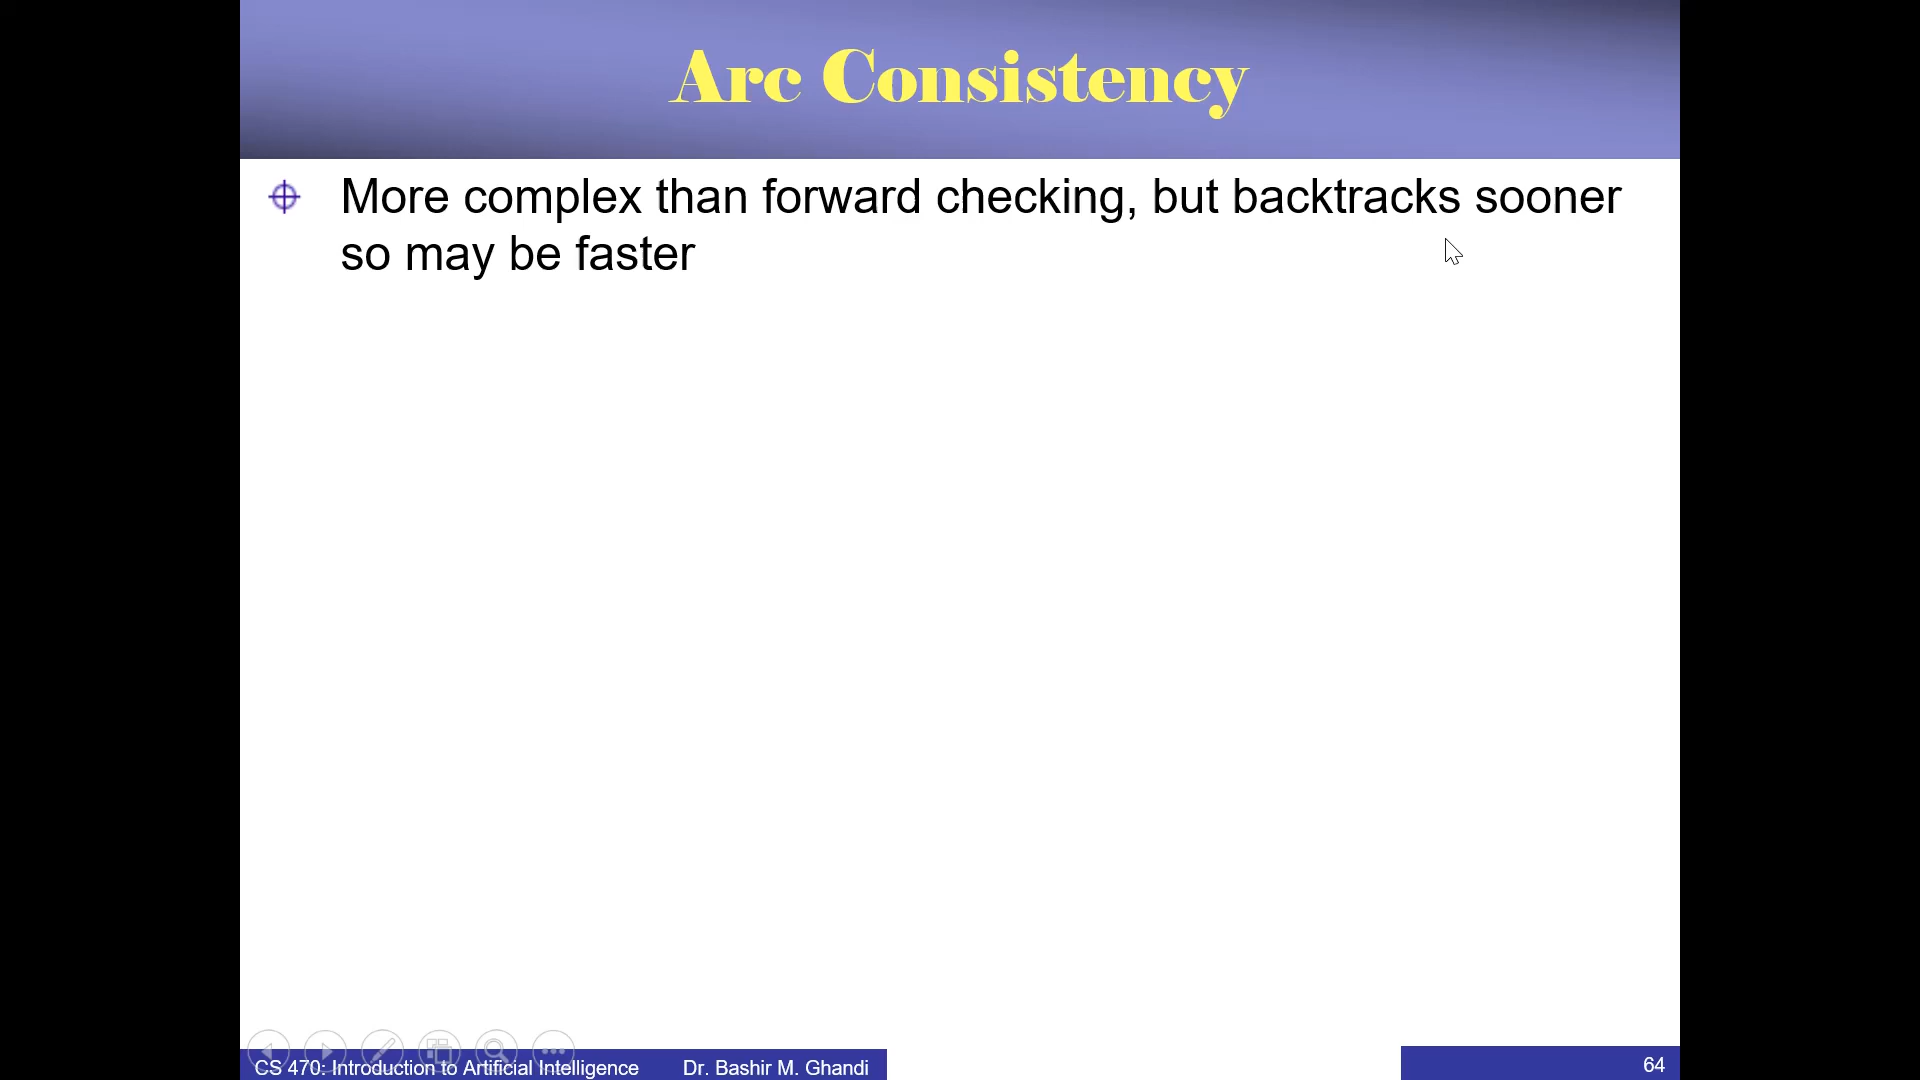 Arc Consistency
More complex than forward checking, but backtracks sooner
so may be faster
CS 470: Introduction to Artificial Intelligence Dr. Bashir M. Ghandi
64